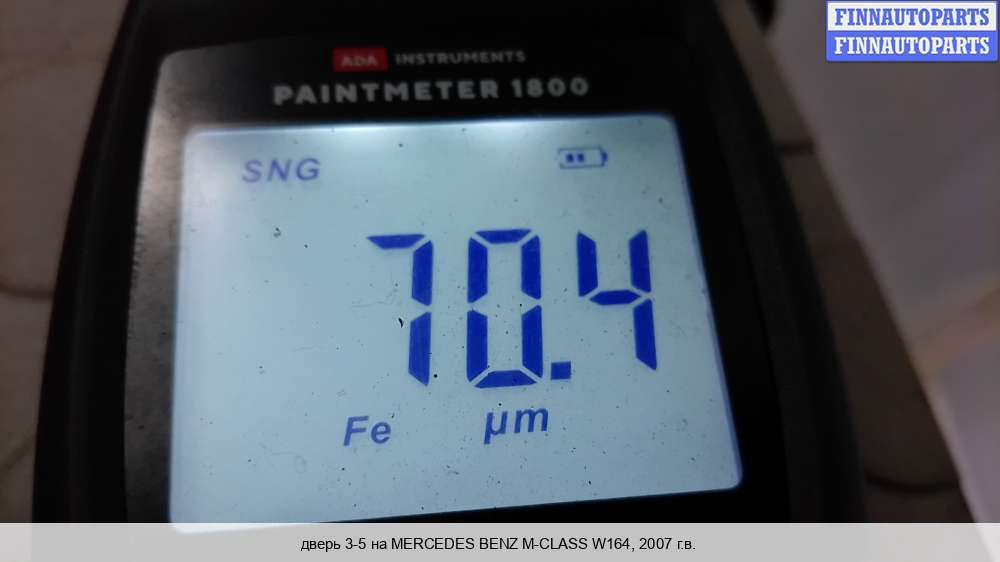 FINNAUTOPARTS
FINNAUTOPARTS
ADA INSTRUMENTS
PAINTMETER 1800
SNG
70.4
Fe µm
дверь 3-5 на MERCEDES BENZ M-CLASS W164, 2007 г.в.